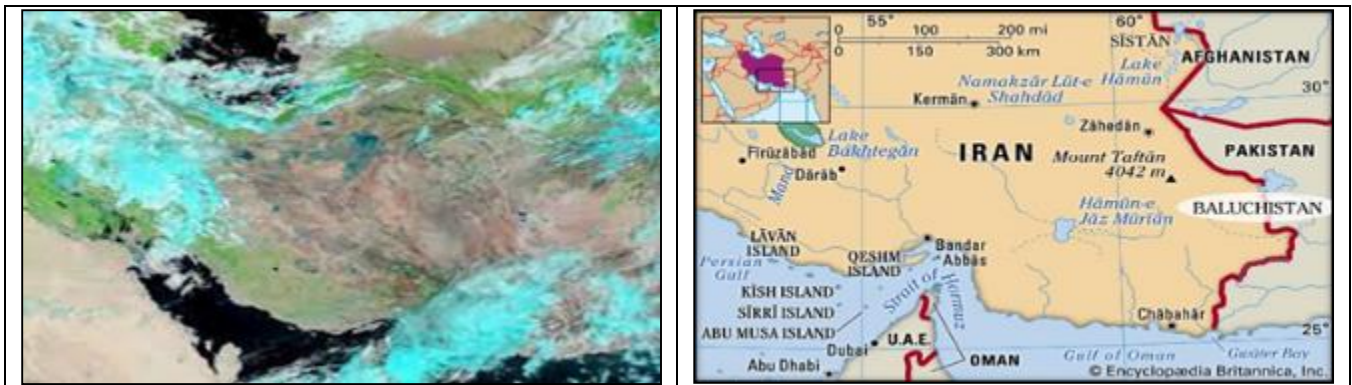 55°
60°
100 200 mi
0
0 150 300 km
SĪSTĀN
AFGHANISTAN
Lake
Hāmūn
Namakzār Lūt-e
Shahdād
Kermān
30°
Zāhedān
Lake
Bakhtegān
IRAN
PAKISTAN
Fīrūzābād
Mount Taftān
4042 m
Dārāb
Mand
Hāmūn-e
Jāz Mūrīān
BALUCHISTAN
LĀVĀN
ISLAND
Bandar
Abbās
QESHM
ISLAND
Persian
Gulf
Strait of Hormuz
KĪSH ISLAND
SĪRRĪ ISLAND
ABU MUSA ISLAND
Chābahār
25°
U.A.E.
Dubai
OMAN
Gulf of Oman
Gwāter Bay
Abu Dhabi
© Encyclopædia Britannica, Inc.